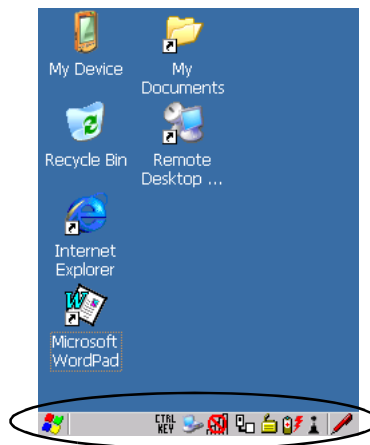 My Device
My
Documents
Recycle Bin
Remote
Desktop ...
Internet
Explorer
Microsoft
WordPad
CTRL
KEY